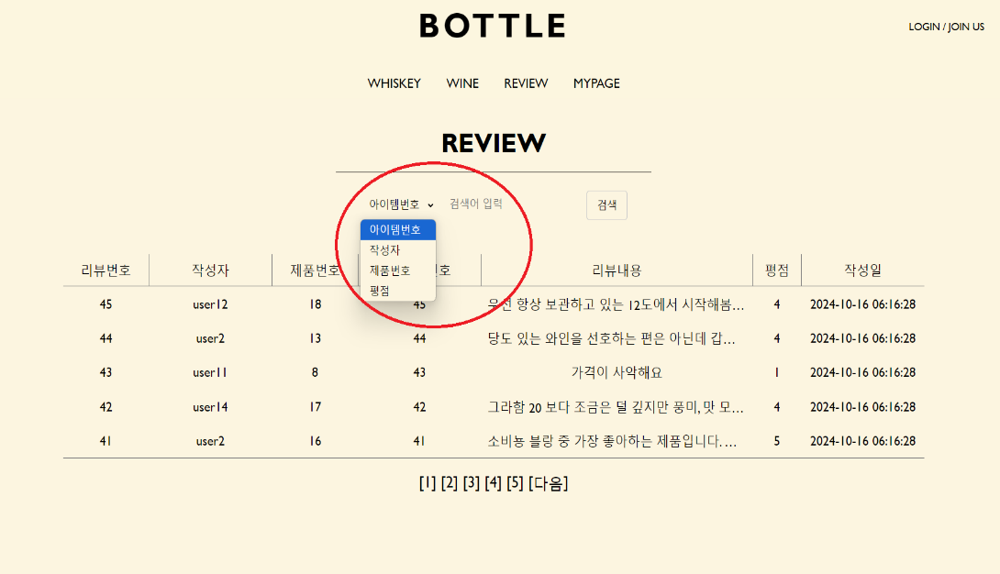 BOTTLE
LOGIN / JOIN US
WHISKEY WINE REVIEW MYPAGE
REVIEW
아이템번호 검색어 입력 검색
아이템번호
작성자
제품번호
평점
리뷰번호 작성자 제품번호 호 리뷰내용 평점 작성일
45 user12 18 45 우선 항상 보관하고 있는 12도에서 시작해봄... 4 2024-10-16 06:16:28
44 user2 13 44 당도 있는 와인을 선호하는 편은 아닌데 갑... 4 2024-10-16 06:16:28
43 user11 8 43 가격이 사악해요 1 2024-10-16 06:16:28
42 user14 17 42 그라함 20 보다 조금은 덜 깊지만 풍미, 맛 모... 4 2024-10-16 06:16:28
41 user2 16 41 소비뇽 블랑 중 가장 좋아하는 제품입니다. ... 5 2024-10-16 06:16:28
[1] [2] [3] [4] [5] [다음]